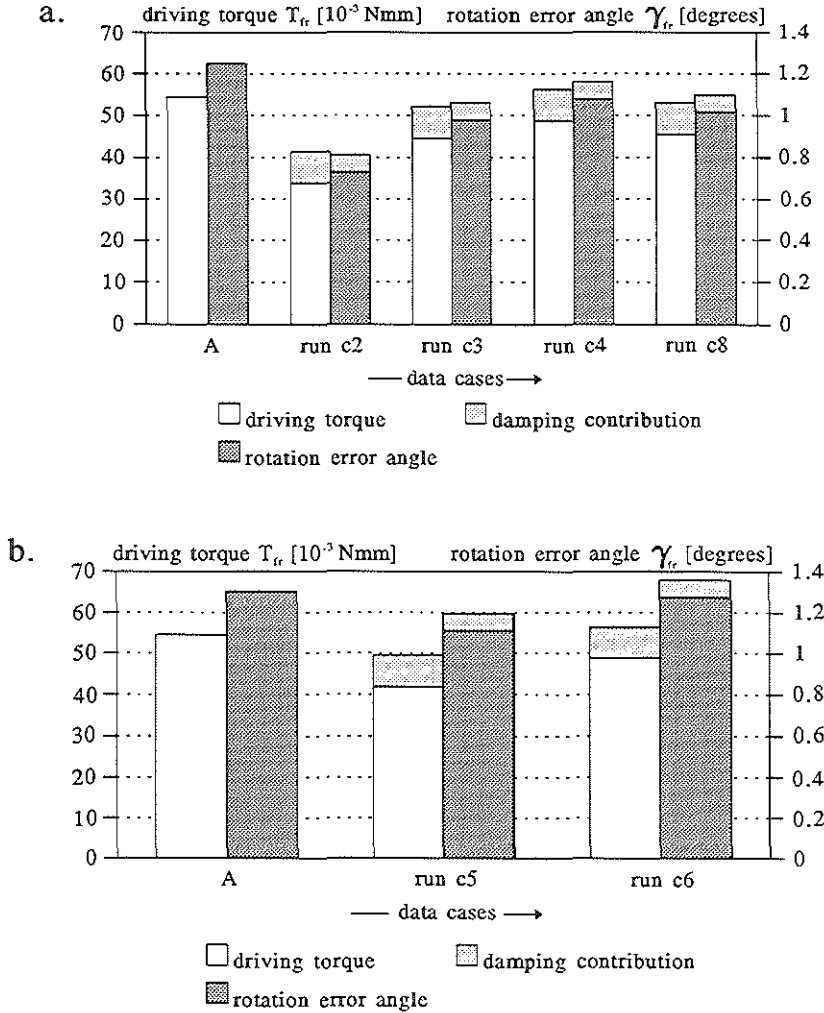 a.
driving torque T_fr [10⁻³ Nmm] rotation error angle γ_fr [degrees]
70 1.4
60 1.2
50 1
40 0.8
30 0.6
20 0.4
10 0.2
0 0
A run c2 run c3 run c4 run c8
data cases
driving torque damping contribution
rotation error angle
b.
driving torque T_fr [10⁻³ Nmm] rotation error angle γ_fr [degrees]
70 1.4
60 1.2
50 1
40 0.8
30 0.6
20 0.4
10 0.2
0 0
A run c5 run c6
data cases
driving torque damping contribution
rotation error angle